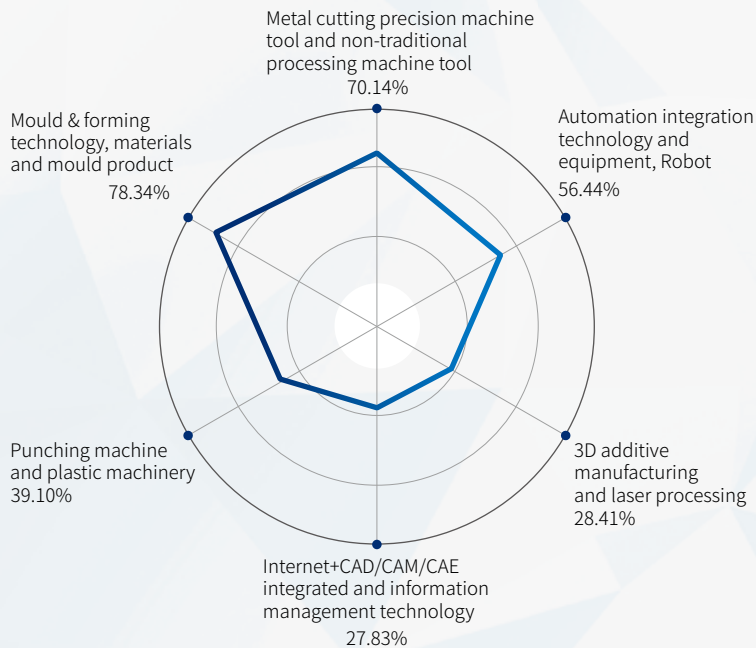 Metal cutting precision machine
tool and non-traditional
processing machine tool
70.14%
Automation integration
technology and
equipment, Robot
56.44%
3D additive
manufacturing
and laser processing
28.41%
Internet+CAD/CAM/CAE
integrated and information
management technology
27.83%
Punching machine
and plastic machinery
39.10%
Mould & forming
technology, materials
and mould product
78.34%